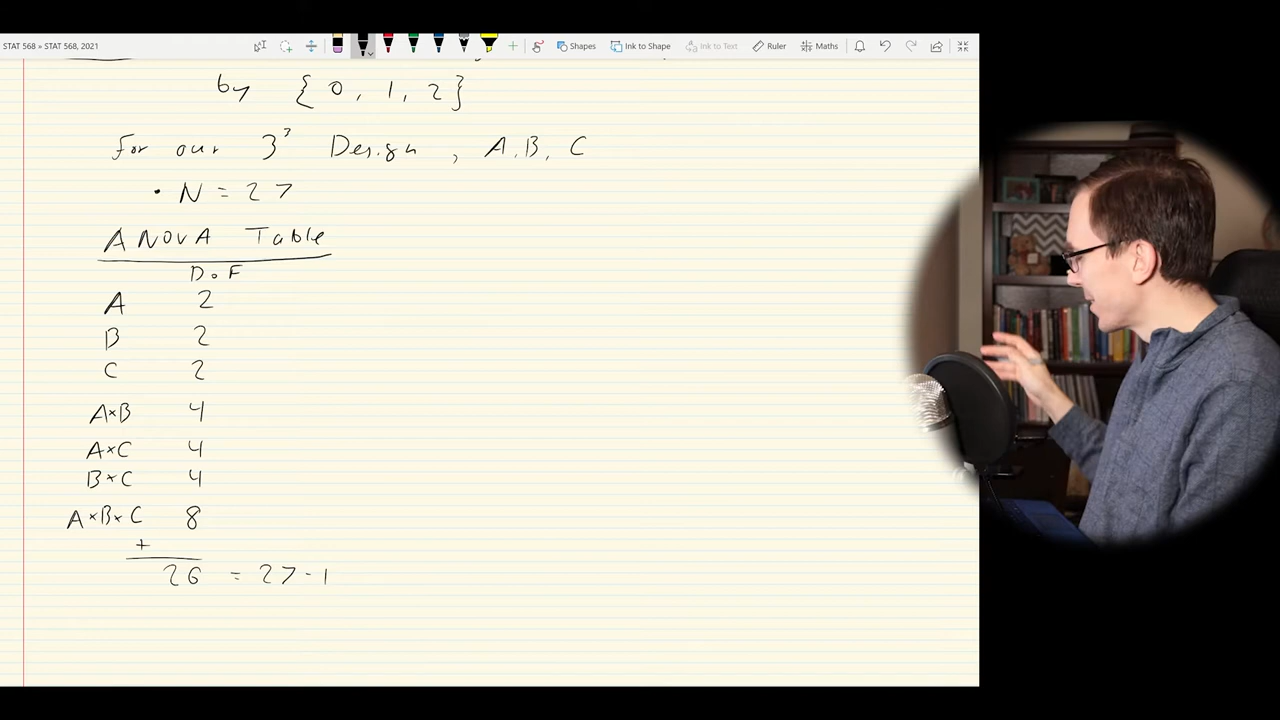 STAT 568 » STAT 568, 2021
Shapes Ink to Shape Ink to Text Ruler Maths
by {0, 1, 2}
For our 3³ Design, A, B, C
• N = 27
ANOVA Table
DoF
A 2
B 2
C 2
A×B 4
A×C 4
B×C 4
A×B×C 8
+
26 = 27-1